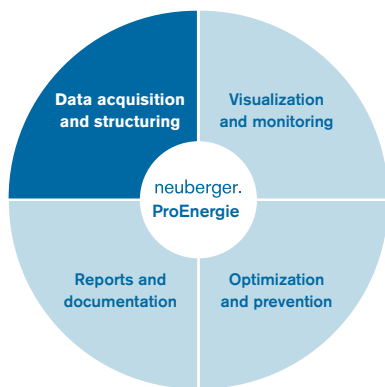 Data acquisition
and structuring
Visualization
and monitoring
neuberger.
ProEnergie
Reports and
documentation
Optimization
and prevention